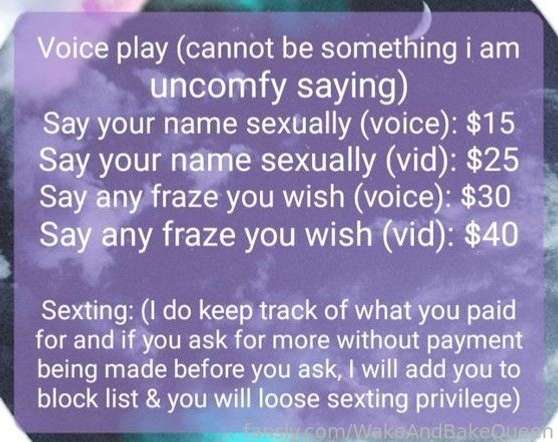 Voice play (cannot be something i am
uncomfy saying)
Say your name sexually (voice): $15
Say your name sexually (vid): $25
Say any fraze you wish (voice): $30
Say any fraze you wish (vid): $40
Sexting: (I do keep track of what you paid
for and if you ask for more without payment
being made before you ask, I will add you to
block list & you will loose sexting privilege)
fansly.com/WakeAndBakeQueen